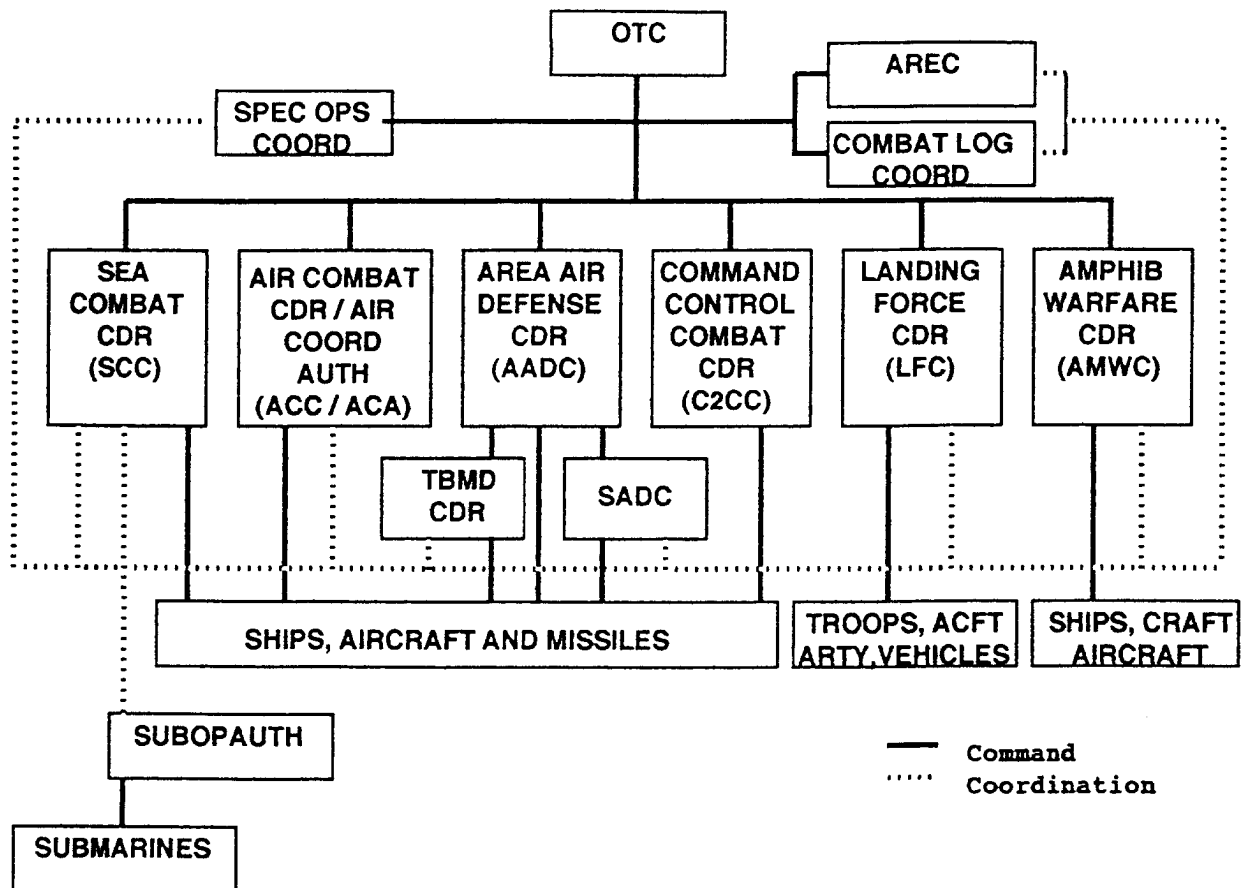 OTC
AREC
SPEC OPS
COORD
COMBAT LOG
COORD
SEA
COMBAT
CDR
(SCC)
AIR COMBAT
CDR / AIR
COORD
AUTH
(ACC / ACA)
AREA AIR
DEFENSE
CDR
(AADC)
COMMAND
CONTROL
COMBAT
CDR
(C2CC)
LANDING
FORCE
CDR
(LFC)
AMPHIB
WARFARE
CDR
(AMWC)
TBMD
CDR
SADC
SHIPS, AIRCRAFT AND MISSILES
TROOPS, ACFT
ARTY,VEHICLES
SHIPS, CRAFT
AIRCRAFT
SUBOPAUTH
SUBMARINES
Command
Coordination